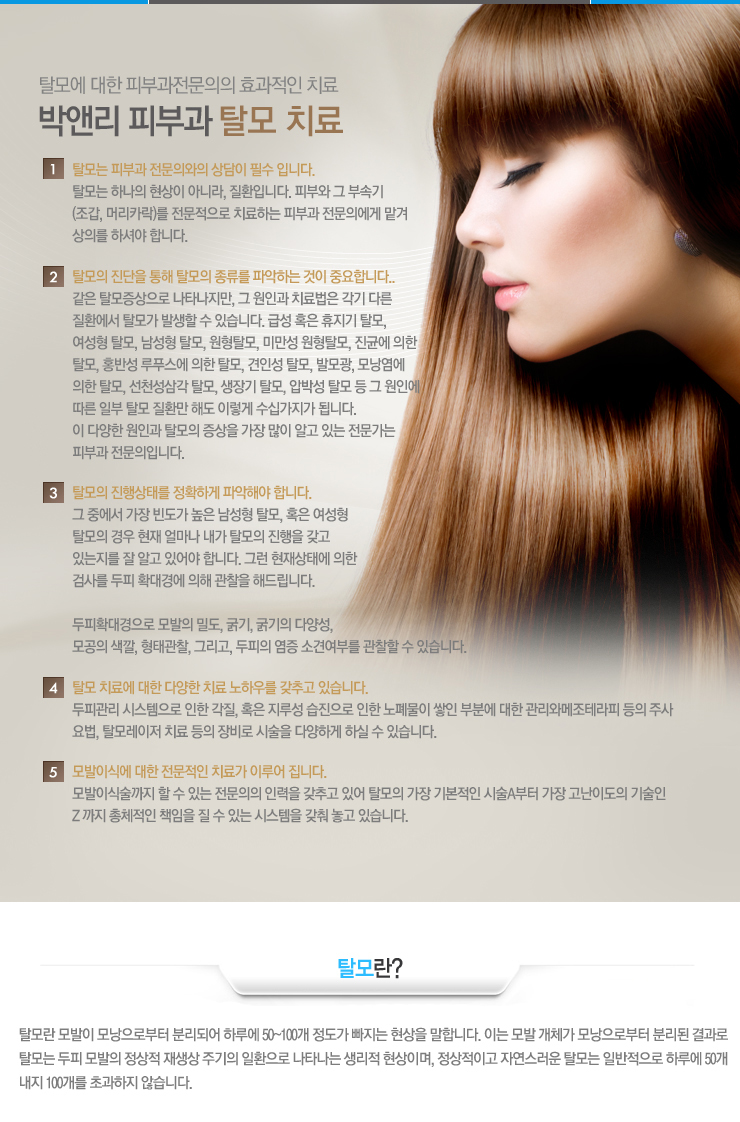 탈모에 대한 피부과전문의의 효과적인 치료
박앤리 피부과 탈모 치료
1 탈모는 피부과 전문의와의 상담이 필수 입니다.
탈모는 하나의 현상이 아니라, 질환입니다. 피부와 그 부속기
(조갑, 머리카락)를 전문적으로 치료하는 피부과 전문의에게 맡겨
상의를 하셔야 합니다.
2 탈모의 진단을 통해 탈모의 종류를 파악하는 것이 중요합니다..
같은 탈모증상으로 나타나지만, 그 원인과 치료법은 각기 다른
질환에서 탈모가 발생할 수 있습니다. 급성 혹은 휴지기 탈모,
여성형 탈모, 남성형 탈모, 원형탈모, 미만성 원형탈모, 진균에 의한
탈모, 홍반성 루푸스에 의한 탈모, 견인성 탈모, 발모광, 모낭염에
의한 탈모, 선천성삼각 탈모, 생장기 탈모, 압박성 탈모 등 그 원인에
따른 일부 탈모 질환만 해도 이렇게 수십가지가 됩니다.
이 다양한 원인과 탈모의 증상을 가장 많이 알고 있는 전문가는
피부과 전문의입니다.
3 탈모의 진행상태를 정확하게 파악해야 합니다.
그 중에서 가장 빈도가 높은 남성형 탈모, 혹은 여성형
탈모의 경우 현재 얼마나 내가 탈모의 진행을 갖고
있는지를 잘 알고 있어야 합니다. 그런 현재상태에 의한
검사를 두피 확대경에 의해 관찰을 해드립니다.
두피확대경으로 모발의 밀도, 굵기, 굵기의 다양성,
모공의 색깔, 형태관찰, 그리고, 두피의 염증 소견여부를 관찰할 수 있습니다.
4 탈모 치료에 대한 다양한 치료 노하우를 갖추고 있습니다.
두피관리 시스템으로 인한 각질, 혹은 지루성 습진으로 인한 노폐물이 쌓인 부분에 대한 관리와메조테라피 등의 주사
요법, 탈모레이저 치료 등의 장비로 시술을 다양하게 하실 수 있습니다.
5 모발이식에 대한 전문적인 치료가 이루어 집니다.
모발이식술까지 할 수 있는 전문의의 인력을 갖추고 있어 탈모의 가장 기본적인 시술A부터 가장 고난이도의 기술인
Z 까지 총체적인 책임을 질 수 있는 시스템을 갖춰 놓고 있습니다.
탈모란?
탈모란 모발이 모낭으로부터 분리되어 하루에 50~100개 정도가 빠지는 현상을 말합니다. 이는 모발 개체가 모낭으로부터 분리된 결과로
탈모는 두피 모발의 정상적 재생상 주기의 일환으로 나타나는 생리적 현상이며, 정상적이고 자연스러운 탈모는 일반적으로 하루에 50개
내지 100개를 초과하지 않습니다.